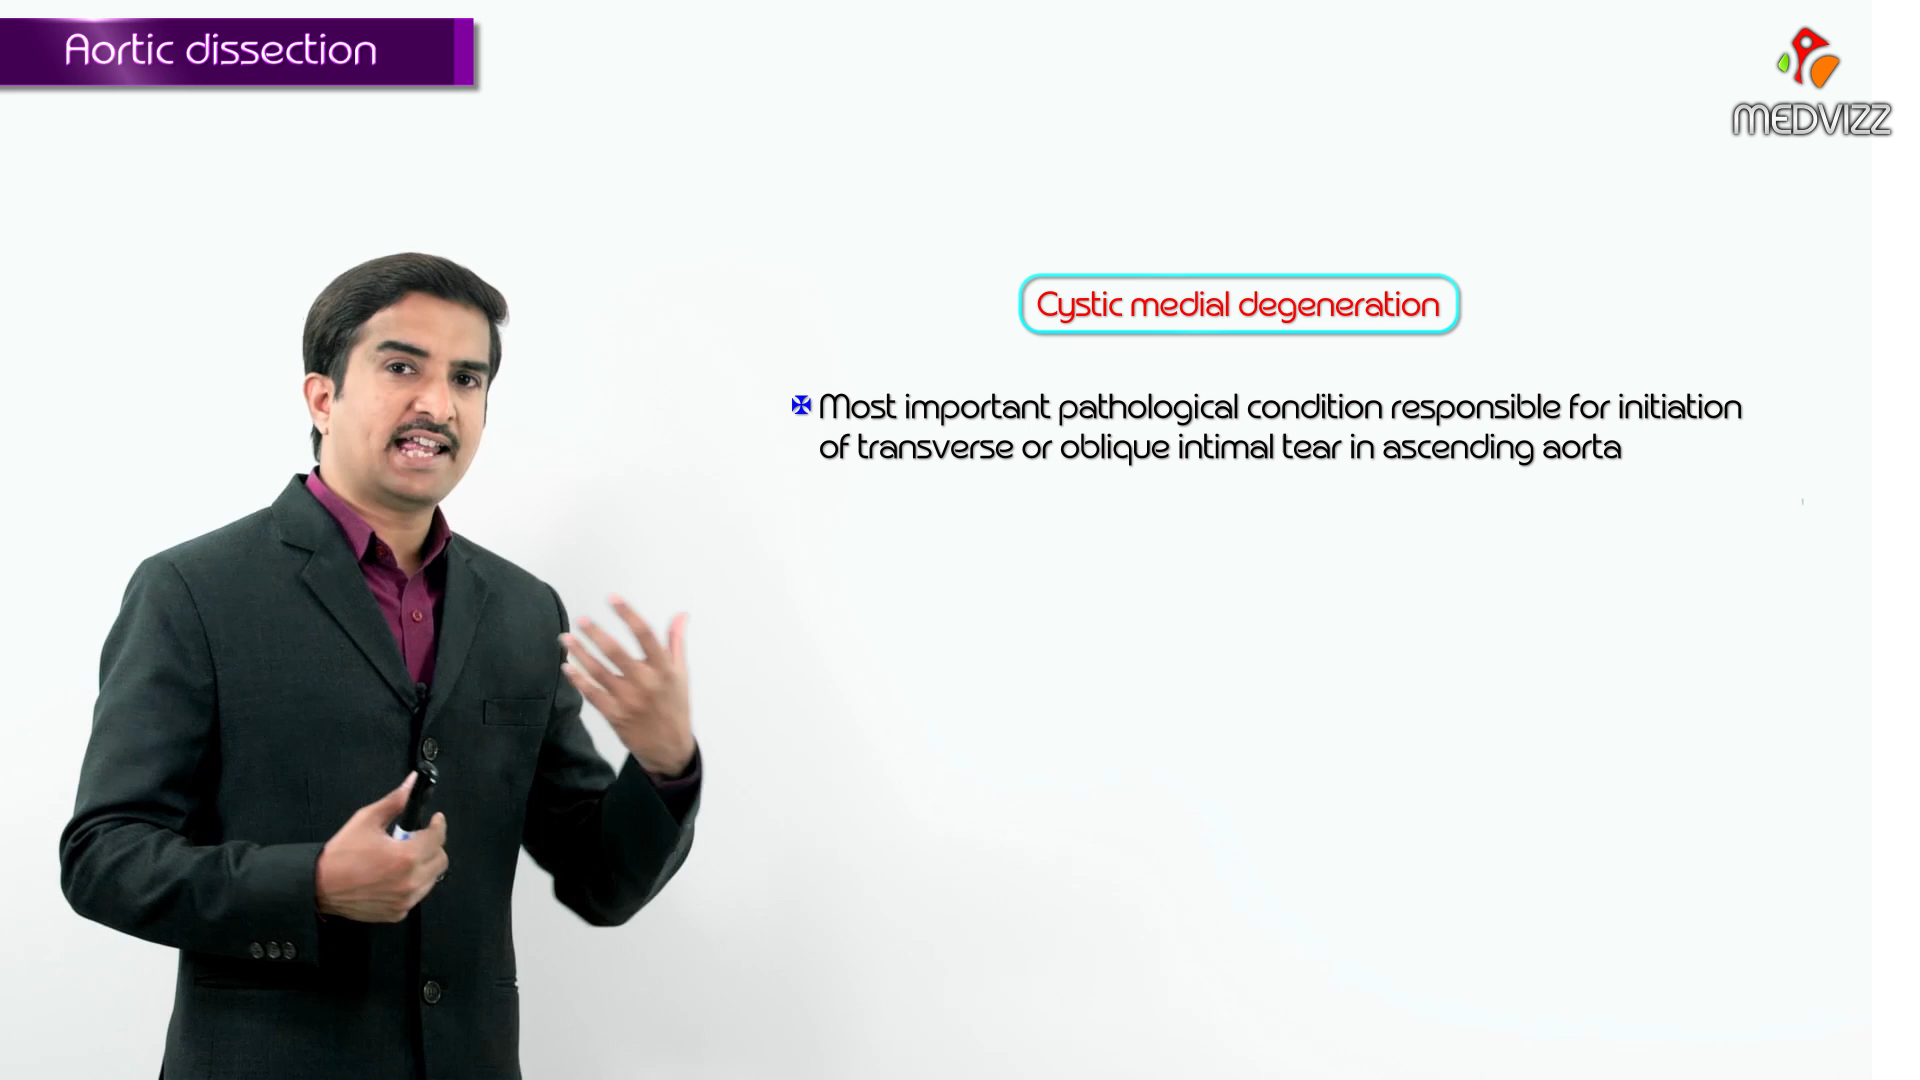 Aortic dissection
MEDVIZZ
Cystic medial degeneration
Most important pathological condition responsible for initiation
of transverse or oblique intimal tear in ascending aorta